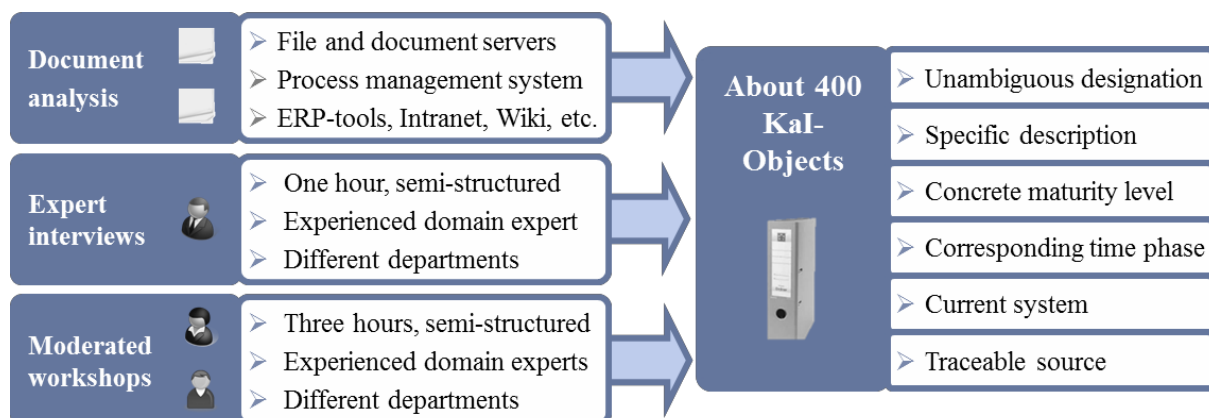 Document
analysis
File and document servers
Process management system
ERP-tools, Intranet, Wiki, etc.
Expert
interviews
One hour, semi-structured
Experienced domain expert
Different departments
Moderated
workshops
Three hours, semi-structured
Experienced domain experts
Different departments
About 400
KaI-
Objects
Unambiguous designation
Specific description
Concrete maturity level
Corresponding time phase
Current system
Traceable source